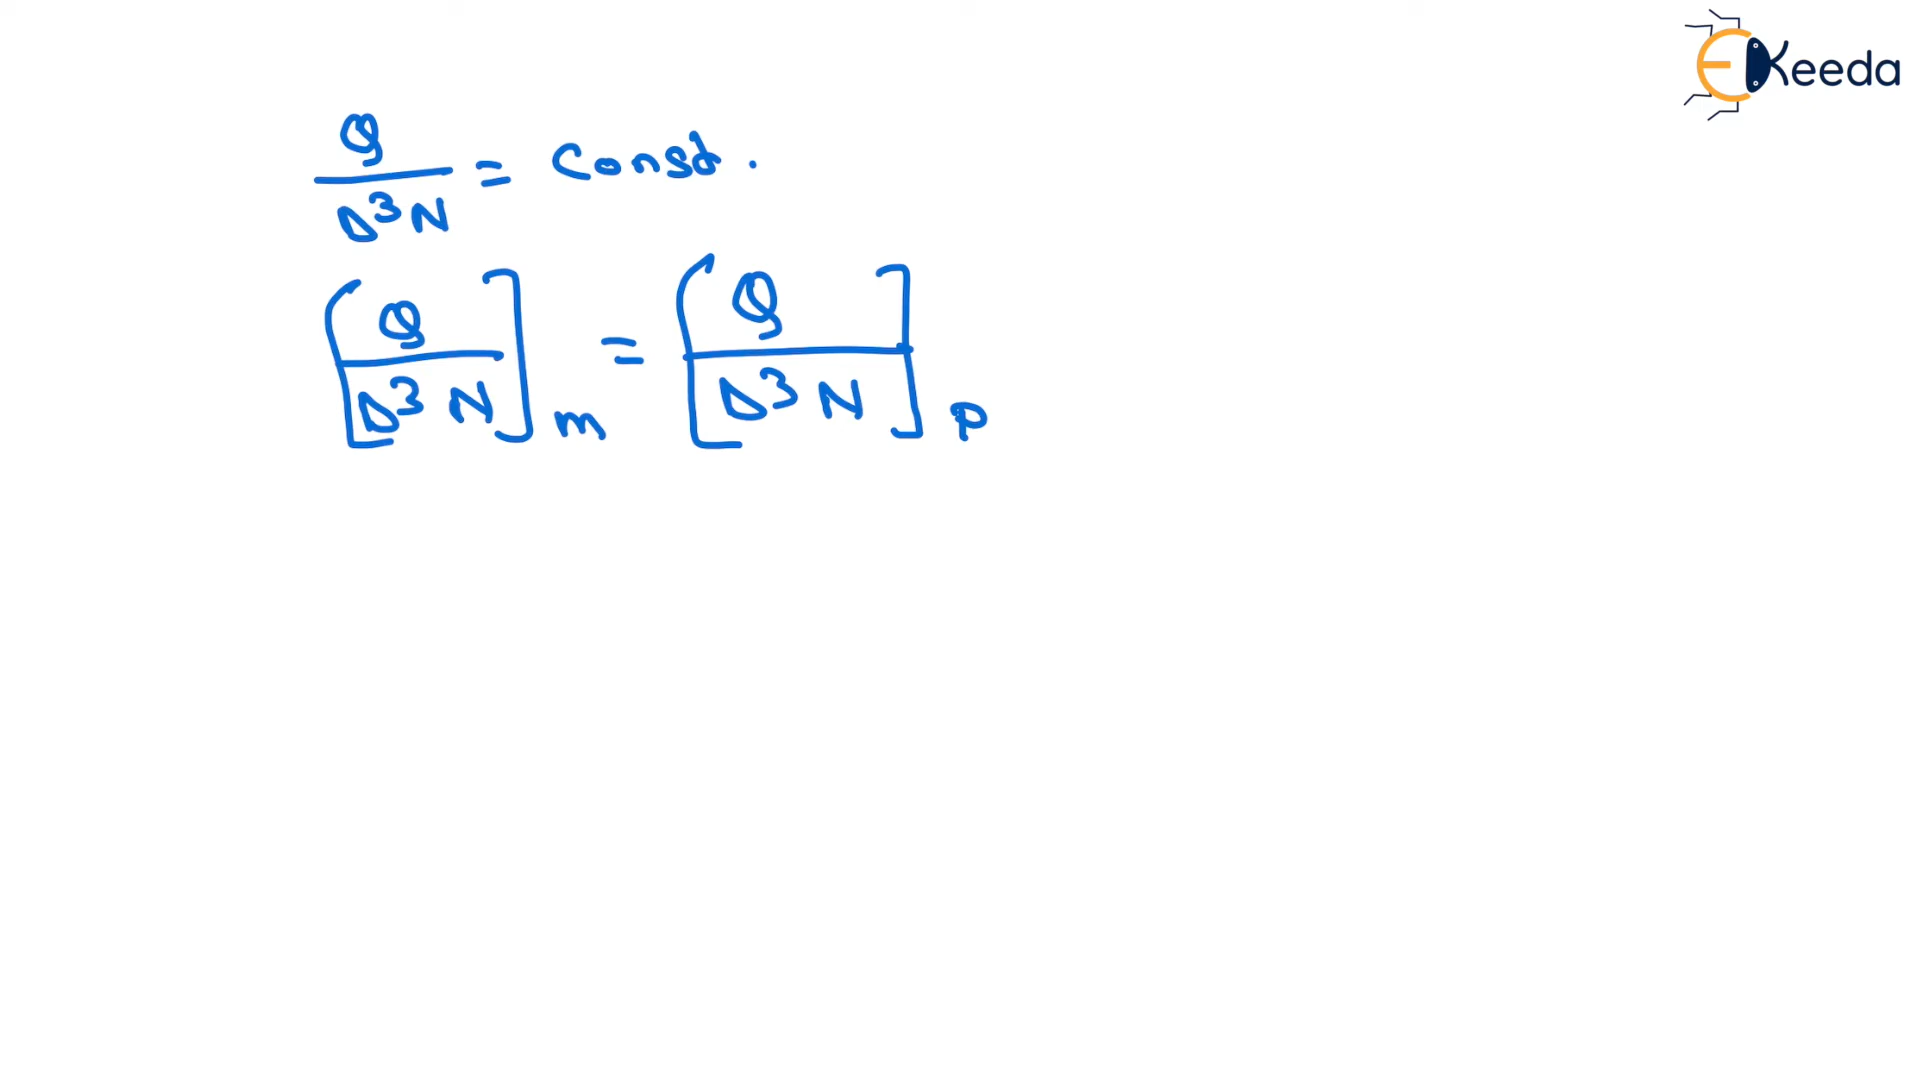 EKeeda
Q/D³N = Const.
[Q/D³N]m = [Q/D³N]p